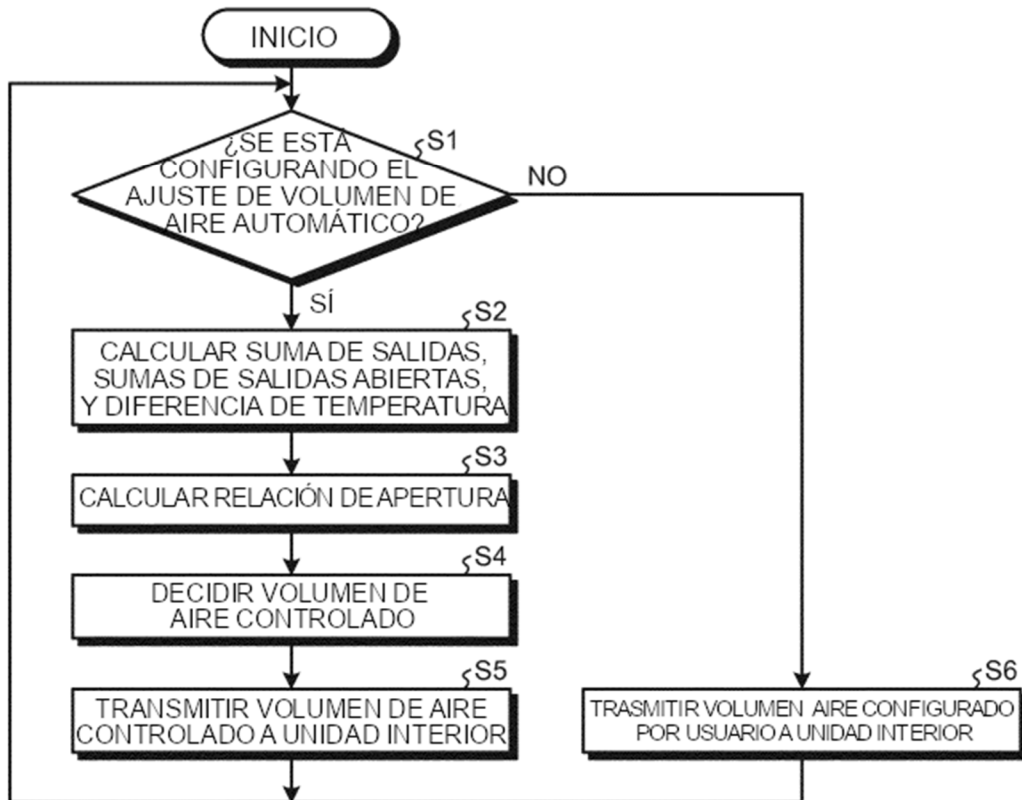 INICIO
S1
¿SE ESTÁ
CONFIGURANDO EL
AJUSTE DE VOLUMEN DE
AIRE AUTOMÁTICO?
NO
SÍ
S2
CALCULAR SUMA DE SALIDAS,
SUMAS DE SALIDAS ABIERTAS,
Y DIFERENCIA DE TEMPERATURA
S3
CALCULAR RELACIÓN DE APERTURA
S4
DECIDIR VOLUMEN DE
AIRE CONTROLADO
S5
TRANSMITIR VOLUMEN DE AIRE
CONTROLADO A UNIDAD INTERIOR
S6
TRASMITIR VOLUMEN AIRE CONFIGURADO
POR USUARIO A UNIDAD INTERIOR